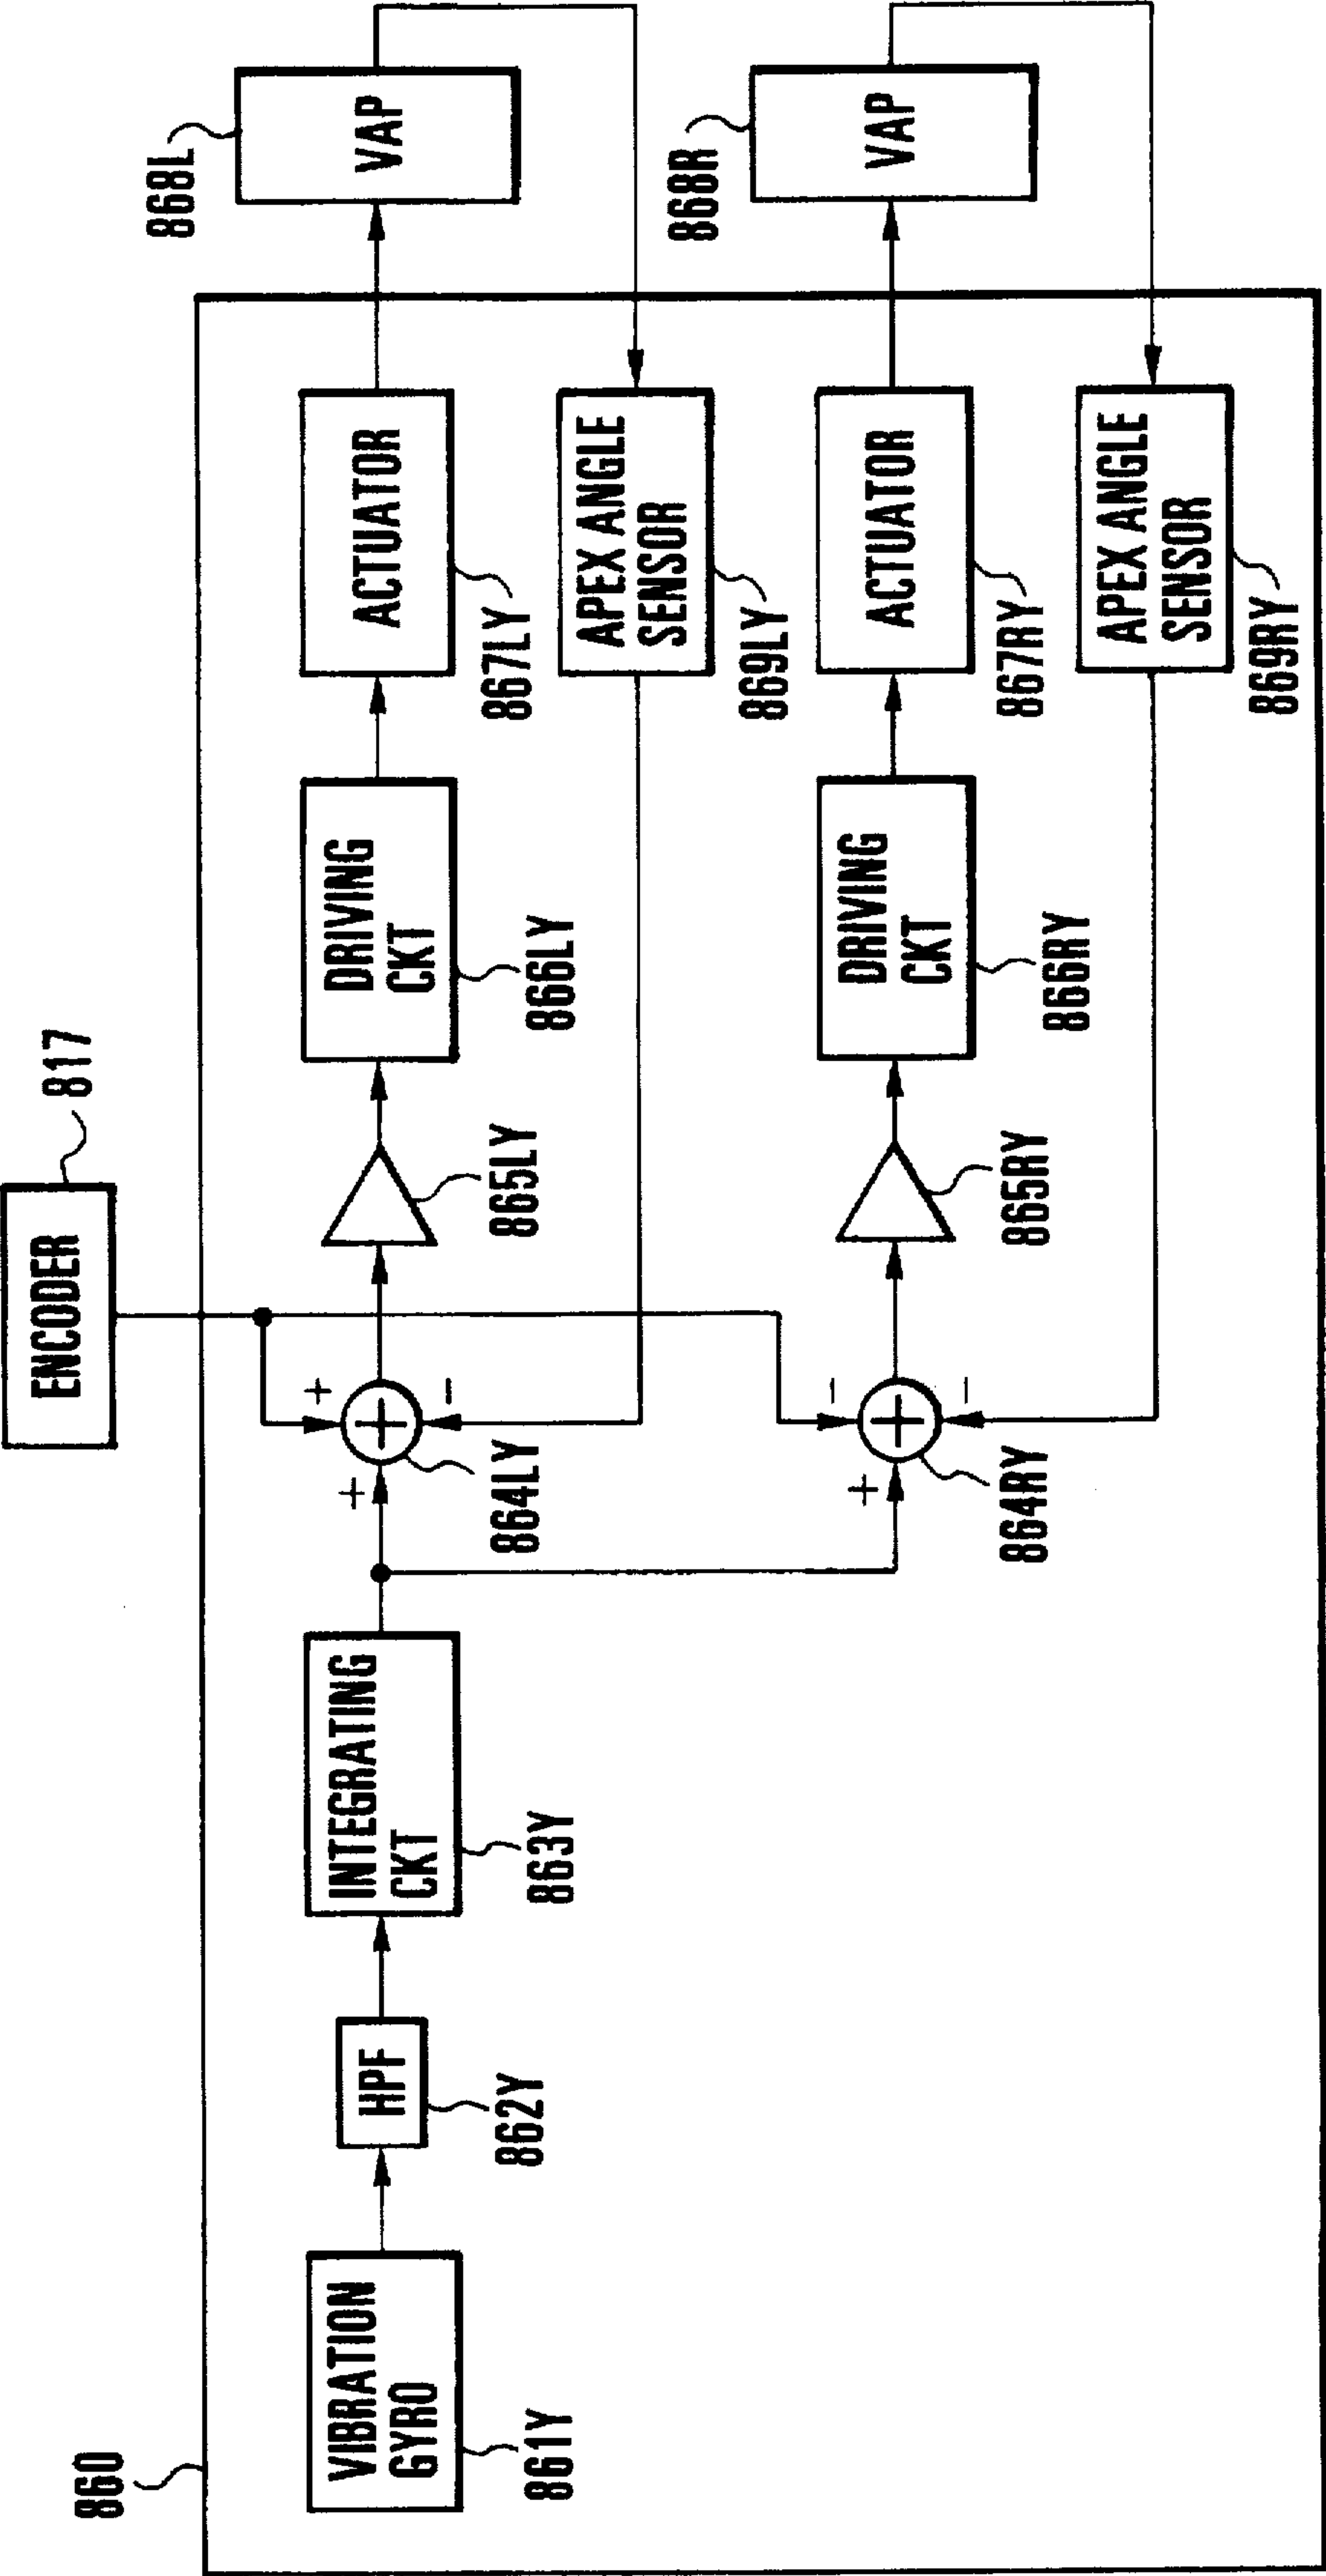 ENCODER
817
860
VIBRATION
GYRO
861Y
HPF
862Y
INTEGRATING
CKT
863Y
+
+
-
864LY
865LY
DRIVING
CKT
866LY
ACTUATOR
867LY
VAP
868L
APEX ANGLE
SENSOR
869LY
+
-
-
864RY
865RY
DRIVING
CKT
866RY
ACTUATOR
867RY
VAP
868R
APEX ANGLE
SENSOR
869RY